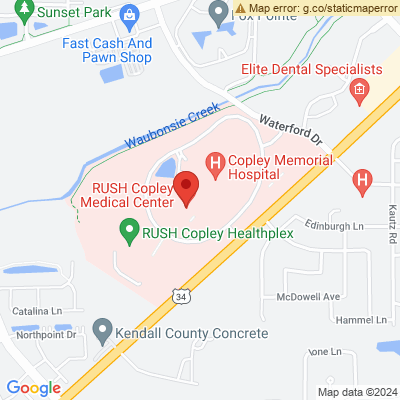 Map error: g.co/staticmaperror
Sunset Park
Fox Pointe
Fast Cash And
Pawn Shop
Elite Dental Specialists
Waubonsie Creek
Waterford Dr
H
Copley Memorial
Hospital
H
RUSH Copley
Medical Center
Kautz Rd
Edinburgh Ln
RUSH Copley Healthplex
34
McDowell Ave
Catalina Ln
Hammel Ln
Northpoint Dr
Kendall County Concrete
Ione Ln
Google
Map data ©2024